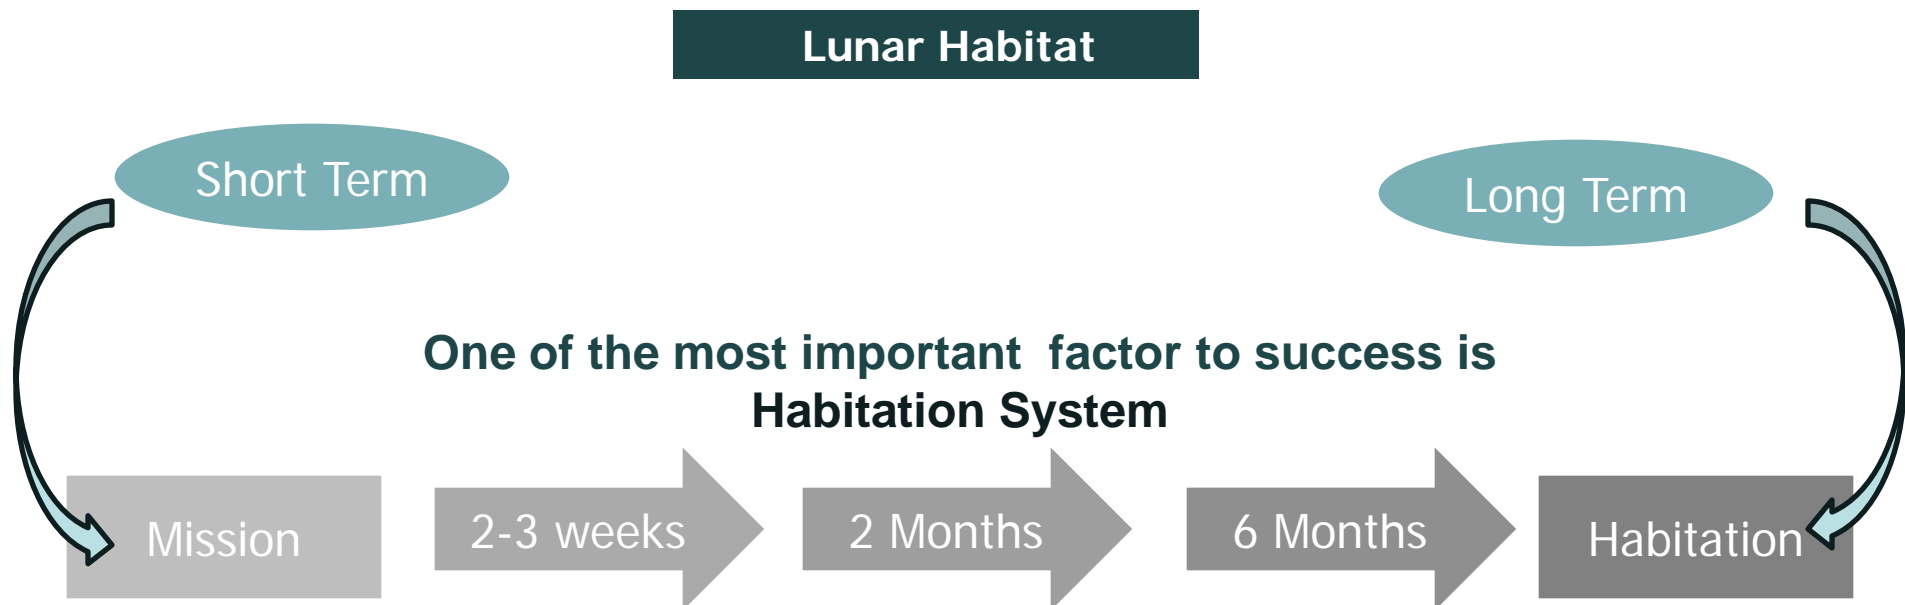 Lunar Habitat
Short Term
Long Term
One of the most important factor to success is
Habitation System
Mission
2-3 weeks
2 Months
6 Months
Habitation